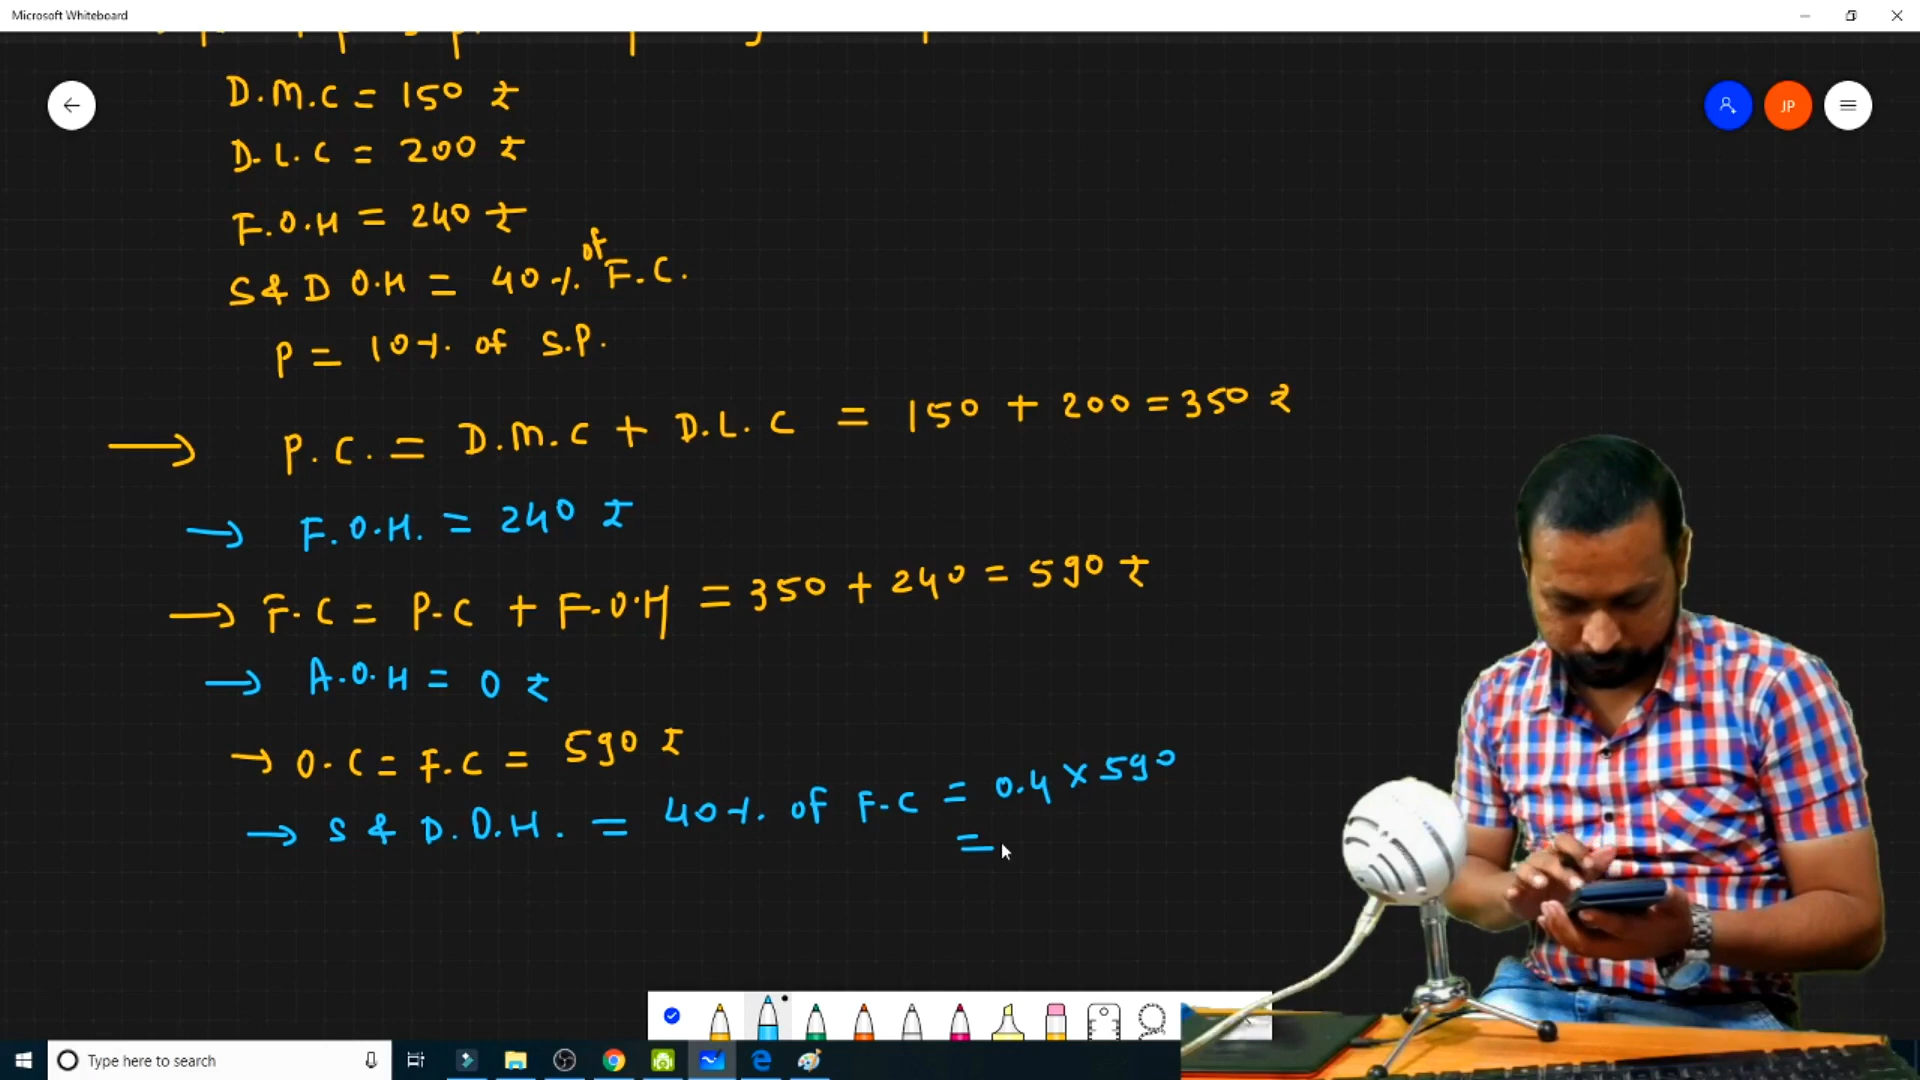 Microsoft Whiteboard
D.M.C = 150 ₹
JP
D.L.C = 200 ₹
F.O.H = 240 ₹
S & D O.H = 40 % of F.C.
P = 10 % of S.P.
→ P.C. = D.M.C + D.L.C = 150 + 200 = 350 ₹
→ F.O.H. = 240 ₹
→ F.C = P.C + F.O.H = 350 + 240 = 590 ₹
→ A.O.H = 0 ₹
→ O.C = F.C = 590 ₹
→ S & D.O.H. = 40 % of F.C = 0.4 × 590
=
Type here to search